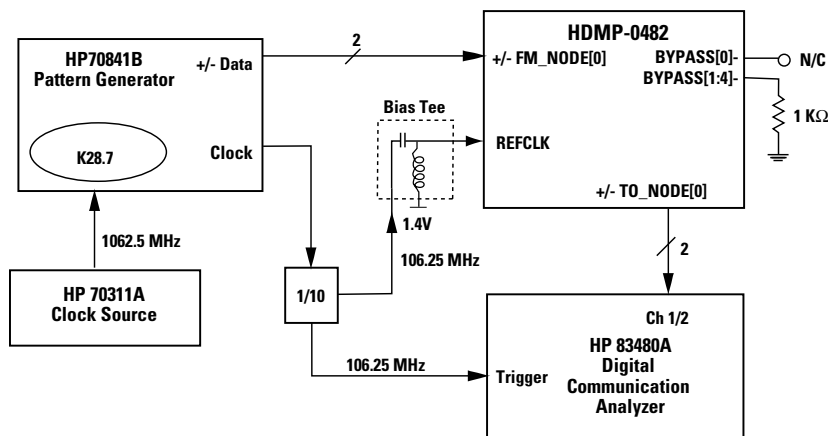 HP70841B
Pattern Generator
+/- Data
K28.7
Clock
1062.5 MHz
HP 70311A
Clock Source
2
Bias Tee
1.4V
106.25 MHz
1/10
106.25 MHz
HDMP-0482
+/- FM_NODE[0]
BYPASS[0]-
N/C
BYPASS[1:4]-
1 KΩ
REFCLK
+/- TO_NODE[0]
2
Ch 1/2
HP 83480A
Digital
Communication
Analyzer
Trigger